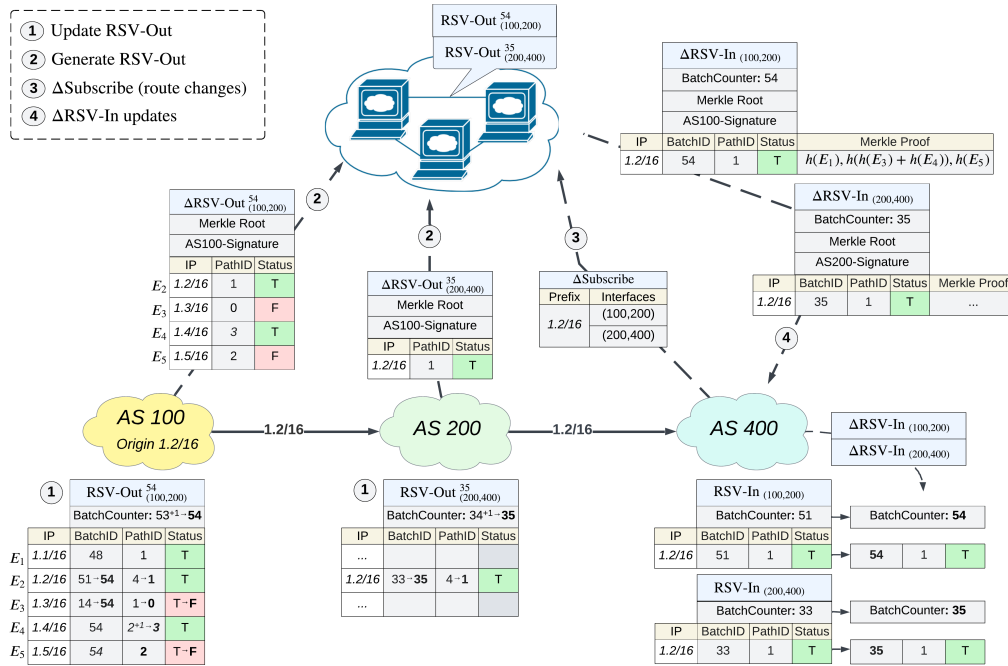 1 Update RSV-Out
2 Generate RSV-Out
3 ΔSubscribe (route changes)
4 ΔRSV-In updates
RSV-Out 54 (100,200)
RSV-Out 35 (200,400)
ΔRSV-In (100,200)
BatchCounter: 54
Merkle Root
AS100-Signature
IP BatchID PathID Status Merkle Proof
1.2/16 54 1 T h(E1), h(h(E3) + h(E4)), h(E5)
ΔRSV-In (200,400)
BatchCounter: 35
Merkle Root
AS200-Signature
IP BatchID PathID Status Merkle Proof
1.2/16 35 1 T ...
2
ΔRSV-Out 54 (100,200)
Merkle Root
AS100-Signature
IP PathID Status
E2 1.2/16 1 T
E3 1.3/16 0 F
E4 1.4/16 3 T
E5 1.5/16 2 F
2
ΔRSV-Out 35 (200,400)
Merkle Root
AS100-Signature
IP PathID Status
1.2/16 1 T
3
ΔSubscribe
Prefix Interfaces
1.2/16 (100,200)
(200,400)
4
AS 100
Origin 1.2/16
1.2/16
AS 200
1.2/16
AS 400
ΔRSV-In (100,200)
ΔRSV-In (200,400)
1
RSV-Out 54 (100,200)
BatchCounter: 53+1→54
IP BatchID PathID Status
E1 1.1/16 48 1 T
E2 1.2/16 51→54 4→1 T
E3 1.3/16 14→54 1→0 T→F
E4 1.4/16 54 2+1→3 T
E5 1.5/16 54 2 T→F
1
RSV-Out 35 (200,400)
BatchCounter: 34+1→35
IP BatchID PathID Status
...
1.2/16 33→35 4→1 T
...
RSV-In (100,200)
BatchCounter: 51
BatchCounter: 54
IP BatchID PathID Status
1.2/16 51 1 T
54 1 T
RSV-In (200,400)
BatchCounter: 33
BatchCounter: 35
IP BatchID PathID Status
1.2/16 33 1 T
35 1 T